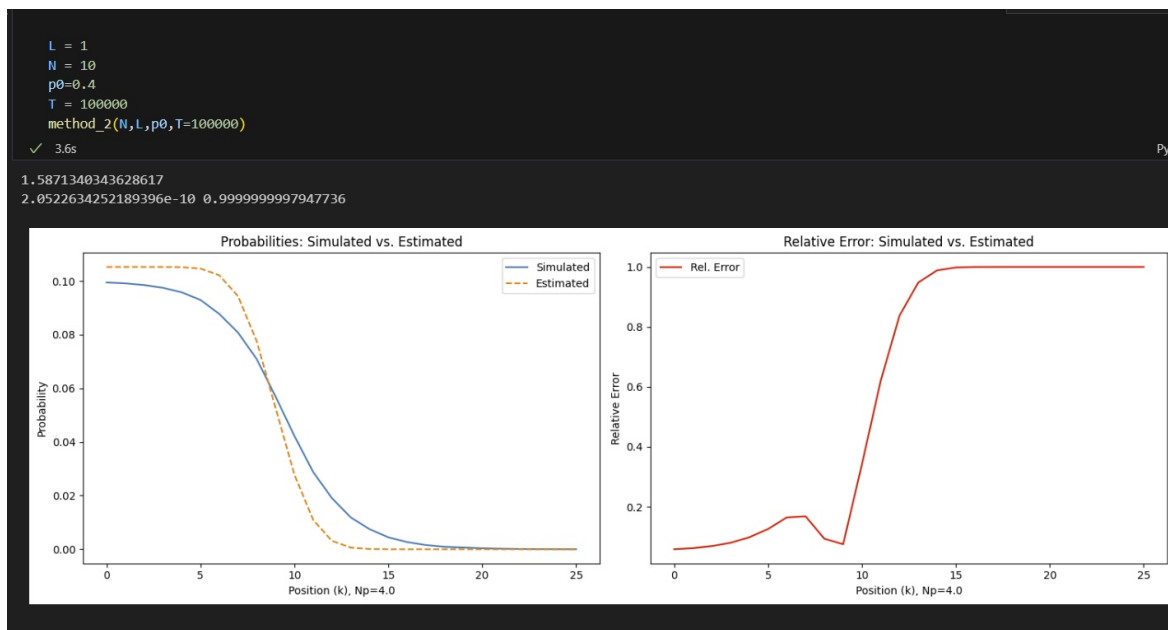 L = 1
N = 10
p0=0.4
T = 100000
method_2(N,L,p0,T=100000)
✓ 3.6s
Py
1.5871340343628617
2.0522634252189396e-10 0.9999999997947736
Probabilities: Simulated vs. Estimated
Simulated
Estimated
0.10
0.08
0.06
0.04
0.02
0.00
Probability
0 5 10 15 20 25
Position (k), Np=4.0
Relative Error: Simulated vs. Estimated
Rel. Error
1.0
0.8
0.6
0.4
0.2
Relative Error
0 5 10 15 20 25
Position (k), Np=4.0